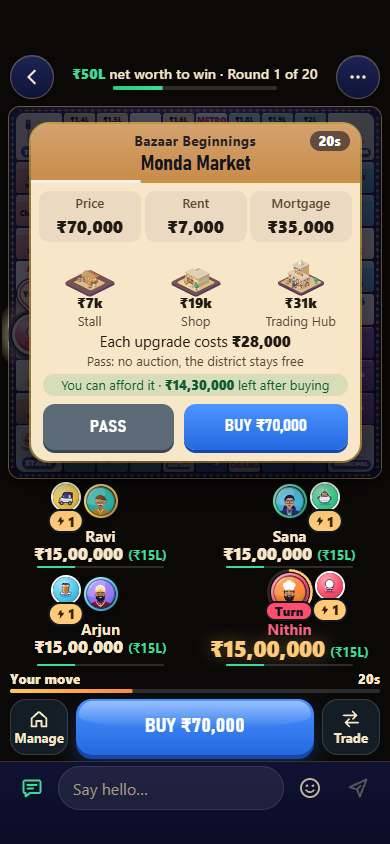 ₹50L net worth to win · Round 1 of 20
Bazaar Beginnings
20s
Monda Market
Price
₹70,000
Rent
₹7,000
Mortgage
₹35,000
₹7k
Stall
₹19k
Shop
₹31k
Trading Hub
Each upgrade costs ₹28,000
Pass: no auction, the district stays free
You can afford it · ₹14,30,000 left after buying
PASS
BUY ₹70,000
1
Ravi
₹15,00,000 (₹15L)
1
Sana
₹15,00,000 (₹15L)
1
Arjun
₹15,00,000 (₹15L)
Turn
1
Nithin
₹15,00,000 (₹15L)
Your move
20s
Manage
BUY ₹70,000
Trade
Say hello...